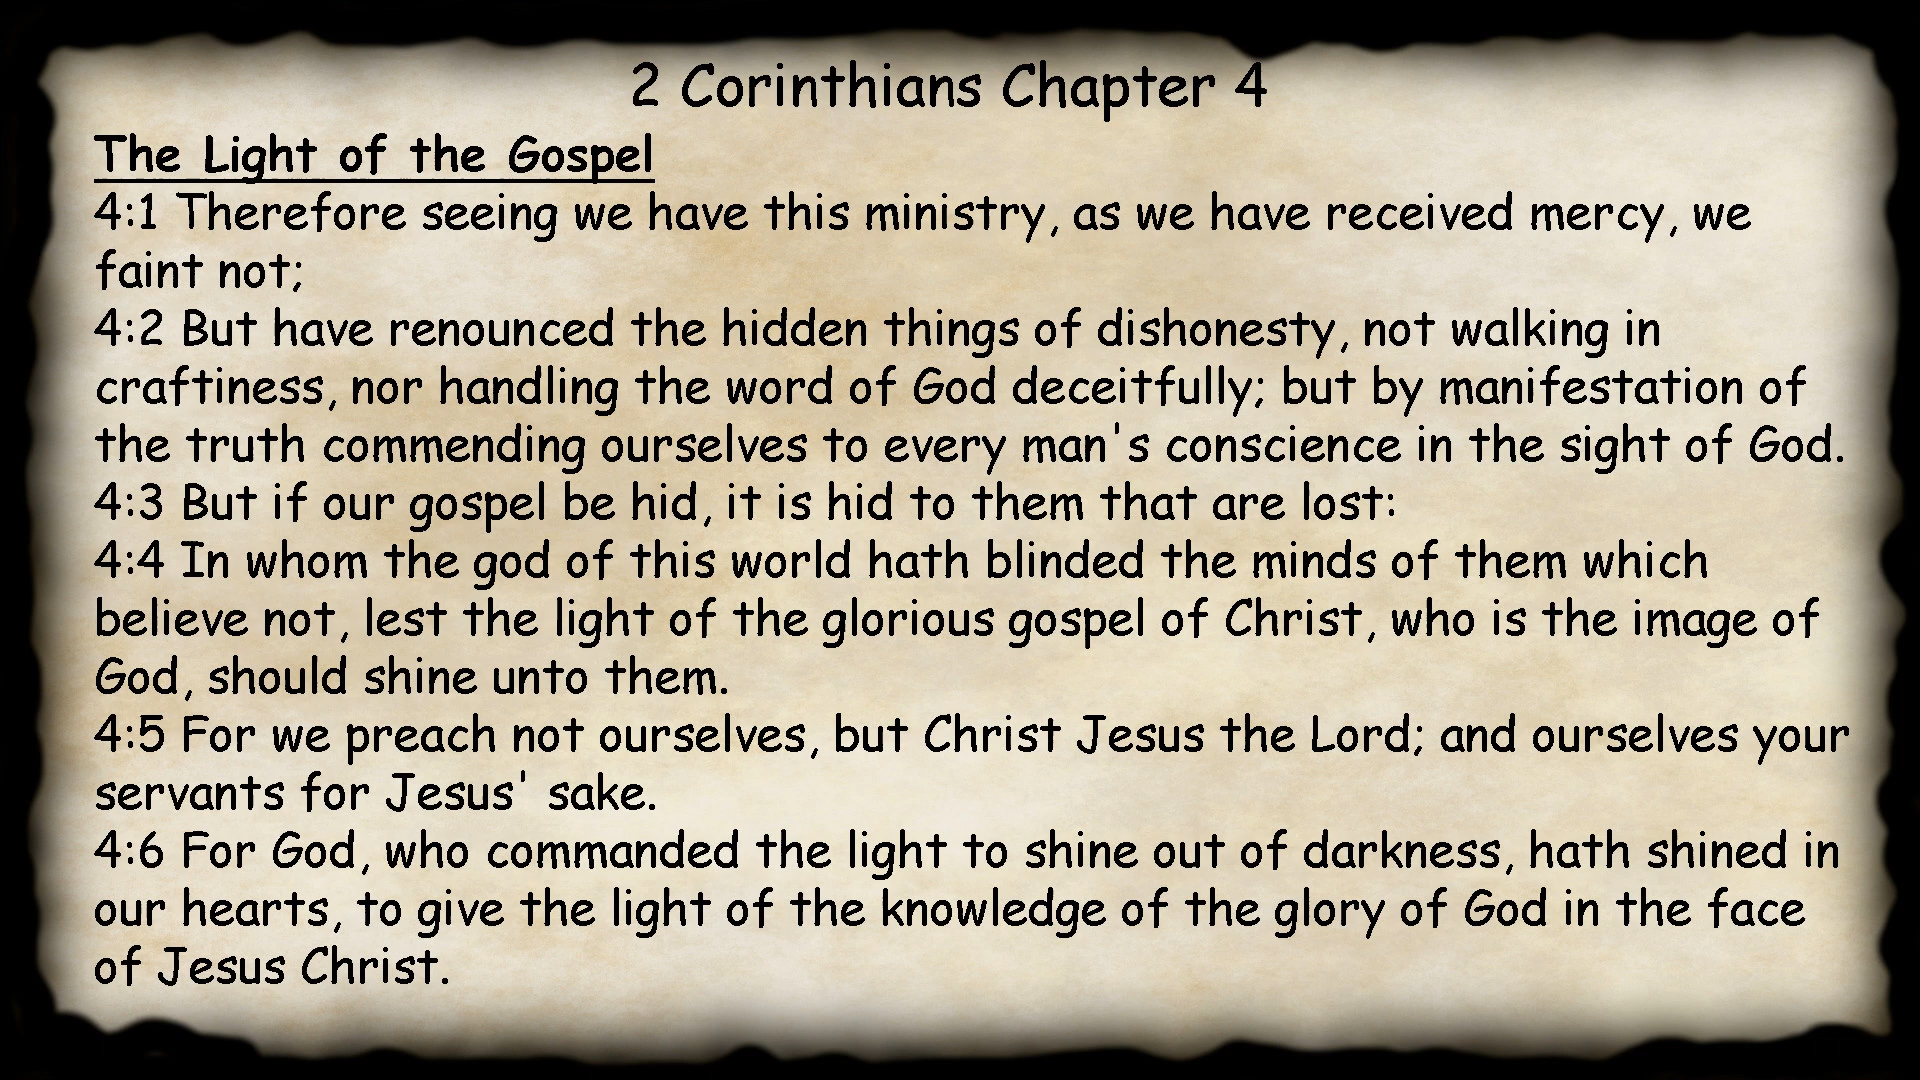 2 Corinthians Chapter 4
The Light of the Gospel
4:1 Therefore seeing we have this ministry, as we have received mercy, we
faint not;
4:2 But have renounced the hidden things of dishonesty, not walking in
craftiness, nor handling the word of God deceitfully; but by manifestation of
the truth commending ourselves to every man's conscience in the sight of God.
4:3 But if our gospel be hid, it is hid to them that are lost:
4:4 In whom the god of this world hath blinded the minds of them which
believe not, lest the light of the glorious gospel of Christ, who is the image of
God, should shine unto them.
4:5 For we preach not ourselves, but Christ Jesus the Lord; and ourselves your
servants for Jesus' sake.
4:6 For God, who commanded the light to shine out of darkness, hath shined in
our hearts, to give the light of the knowledge of the glory of God in the face
of Jesus Christ.